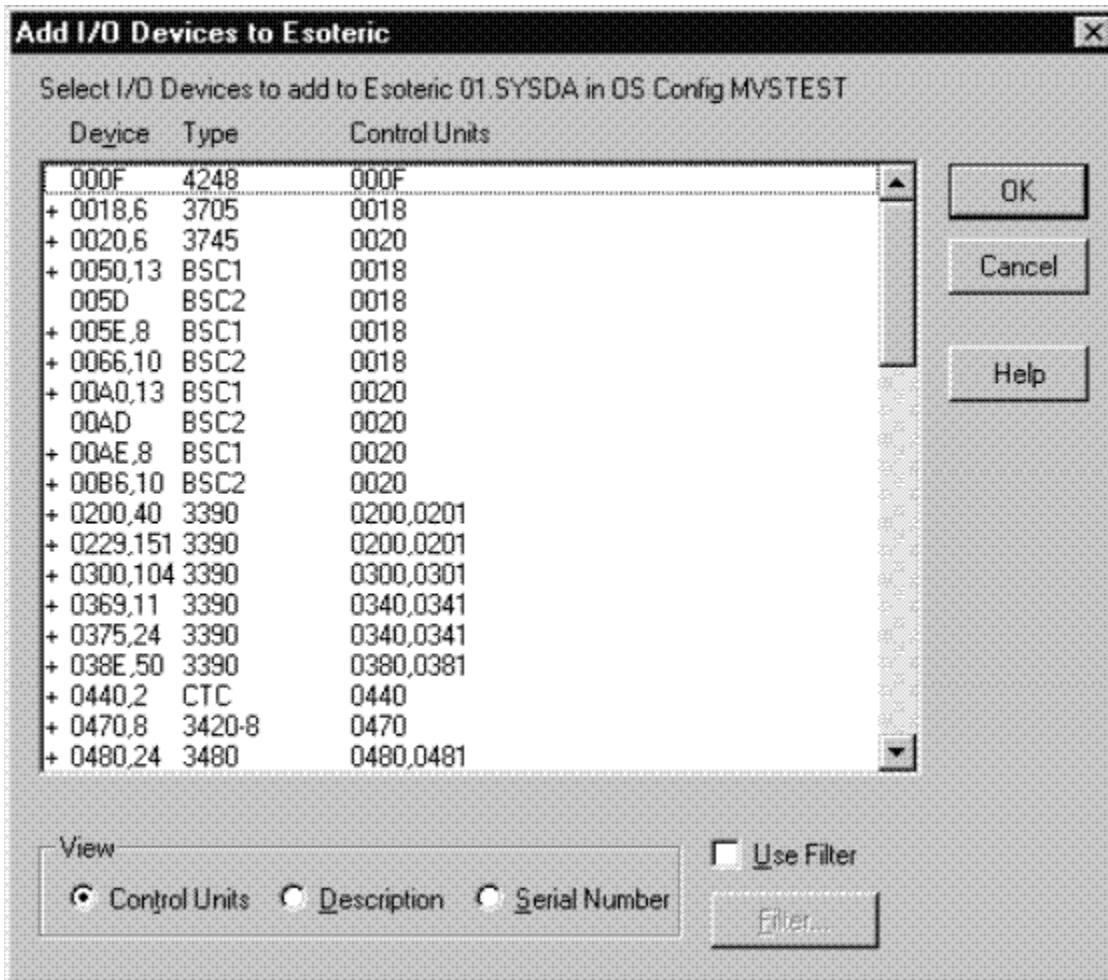 Add I/O Devices to Esoteric
Select I/O Devices to add to Esoteric 01.SYSDA in OS Config MVSTEST
Device Type Control Units
000F 4248 000F
+ 0018,6 3705 0018
+ 0020,6 3745 0020
+ 0050,13 BSC1 0018
005D BSC2 0018
+ 005E,8 BSC1 0018
+ 0066,10 BSC2 0018
+ 00A0,13 BSC1 0020
00AD BSC2 0020
+ 00AE,8 BSC1 0020
+ 00B6,10 BSC2 0020
+ 0200,40 3390 0200,0201
+ 0229,151 3390 0200,0201
+ 0300,104 3390 0300,0301
+ 0369,11 3390 0340,0341
+ 0375,24 3390 0340,0341
+ 038E,50 3390 0380,0381
+ 0440,2 CTC 0440
+ 0470,8 3420-8 0470
+ 0480,24 3480 0480,0481
OK
Cancel
Help
View
Control Units Description Serial Number
Use Filter
Filter...